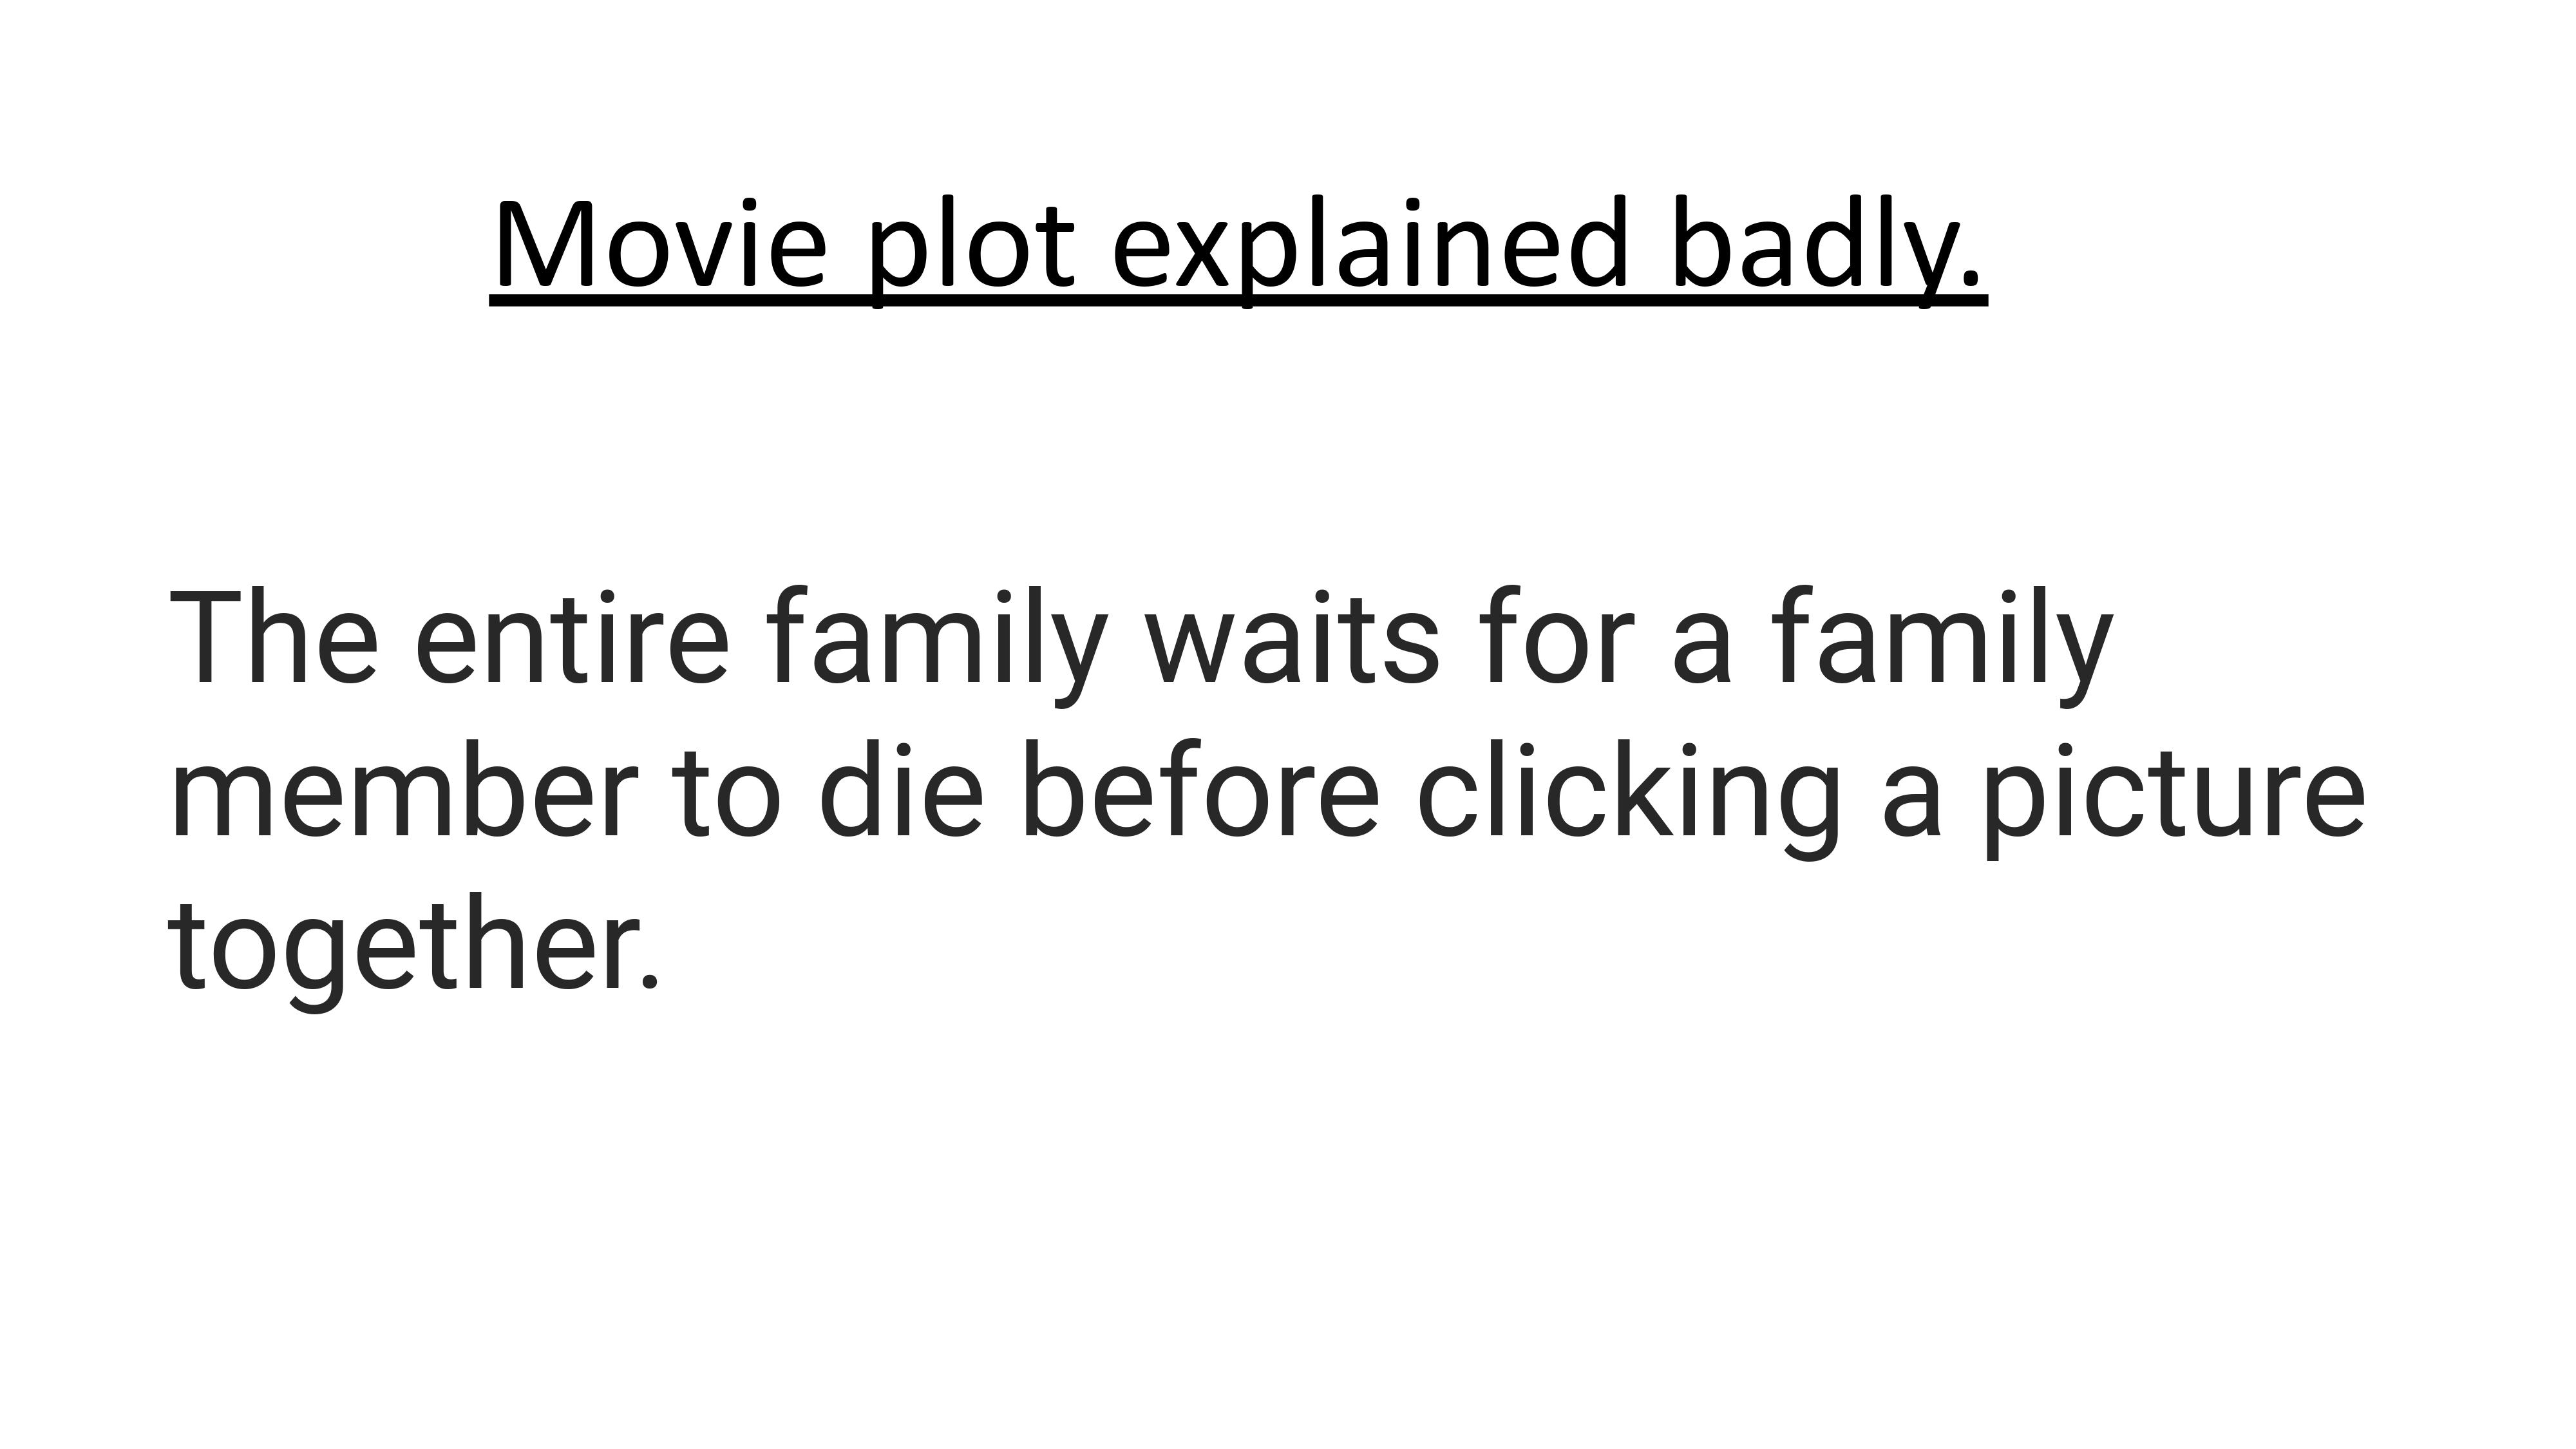 Movie plot explained badly.
The entire family waits for a family
member to die before clicking a picture
together.